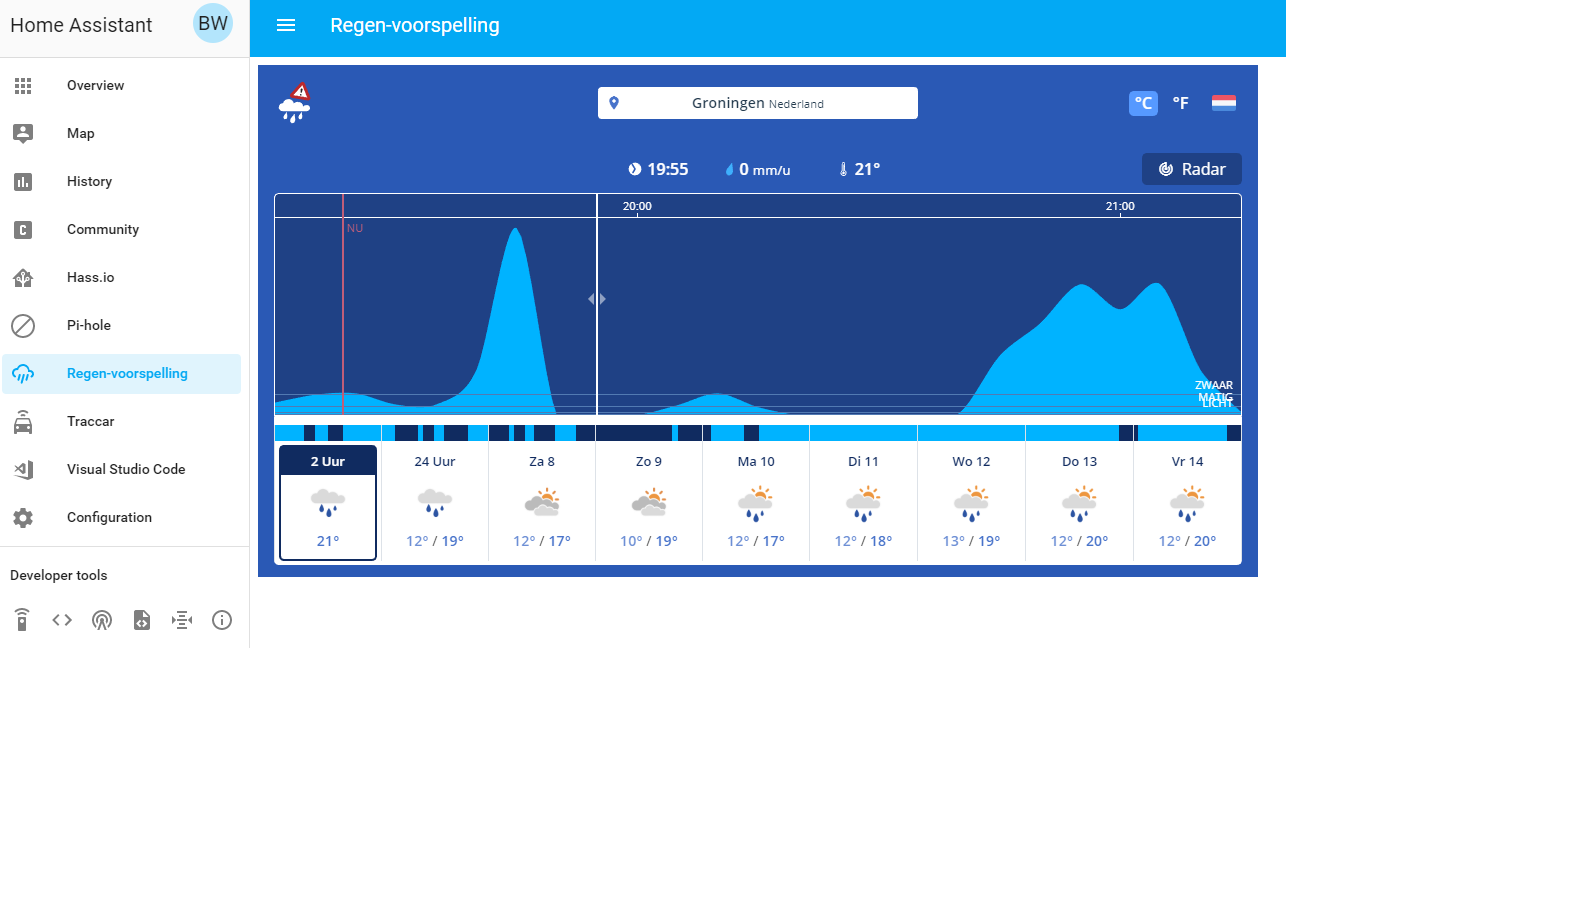 Home Assistant
BW
Regen-voorspelling
Overview
Map
History
Community
Hass.io
Pi-hole
Regen-voorspelling
Traccar
Visual Studio Code
Configuration
Developer tools
Groningen Nederland
°C °F
19:55 0 mm/u 21°
Radar
20:00 21:00
NU
ZWAAR
MATIG
LICHT
2 Uur 24 Uur Za 8 Zo 9 Ma 10 Di 11 Wo 12 Do 13 Vr 14
21° 12° / 19° 12° / 17° 10° / 19° 12° / 17° 12° / 18° 13° / 19° 12° / 20° 12° / 20°